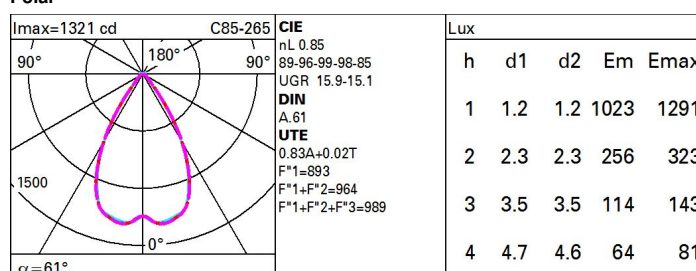 Imax=1321 cd C85-265
90° 180° 90°
1500
0°
α=61°
CIE
nL 0.85
89-96-99-98-85
UGR 15.9-15.1
DIN
A.61
UTE
0.83A+0.02T
F"1=893
F"1+F"2=964
F"1+F"2+F"3=989
Lux
h d1 d2 Em Emax
1 1.2 1.2 1023 1291
2 2.3 2.3 256 323
3 3.5 3.5 114 143
4 4.7 4.6 64 81